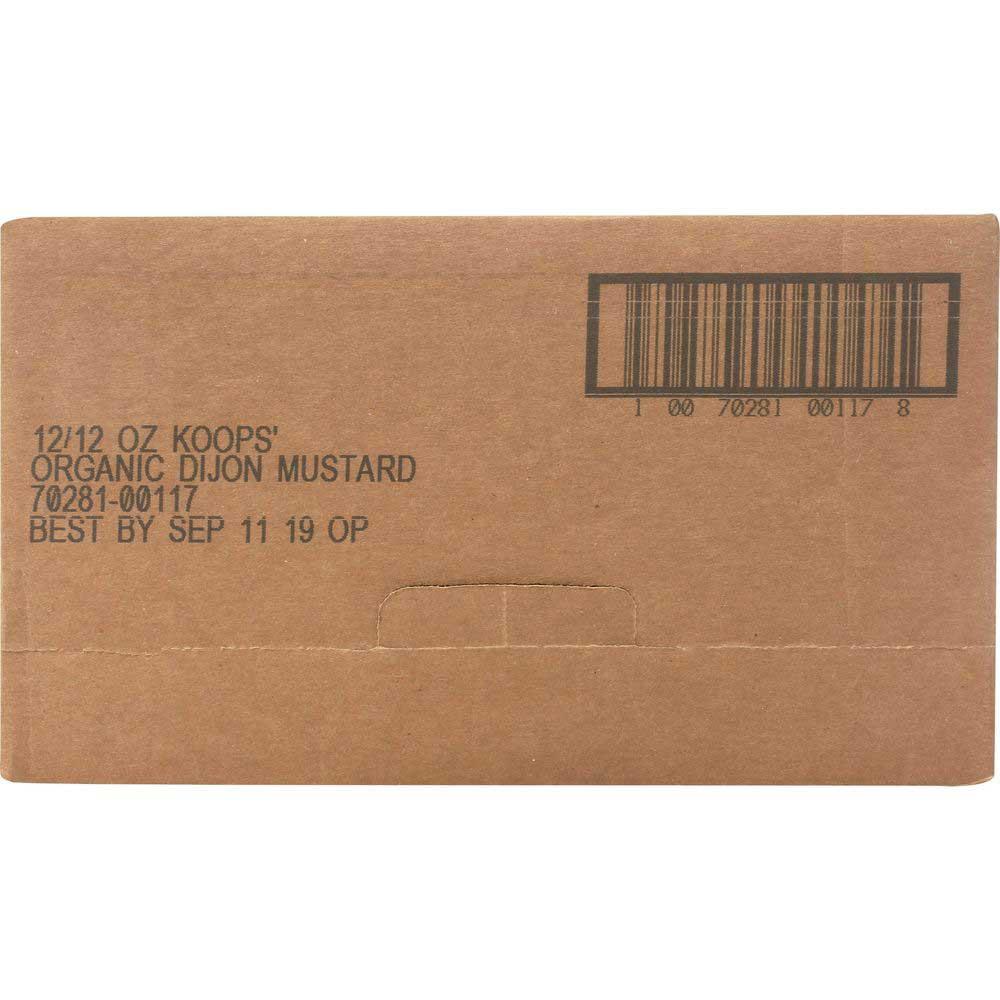 1 00 70281 00117 8
12/12 OZ KOOPS'
ORGANIC DIJON MUSTARD
70281-00117
BEST BY SEP 11 19 OP